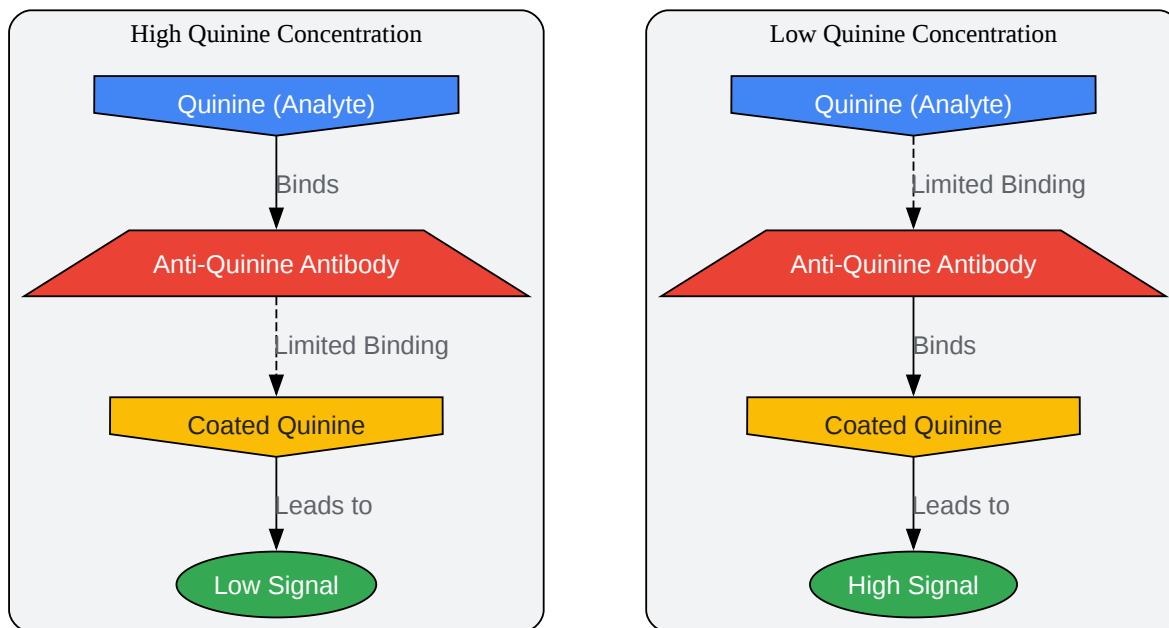 High Quinine Concentration
Quinine (Analyte)
Binds
Anti-Quinine Antibody
Limited Binding
Coated Quinine
Leads to
Low Signal
Low Quinine Concentration
Quinine (Analyte)
Limited Binding
Anti-Quinine Antibody
Binds
Coated Quinine
Leads to
High Signal